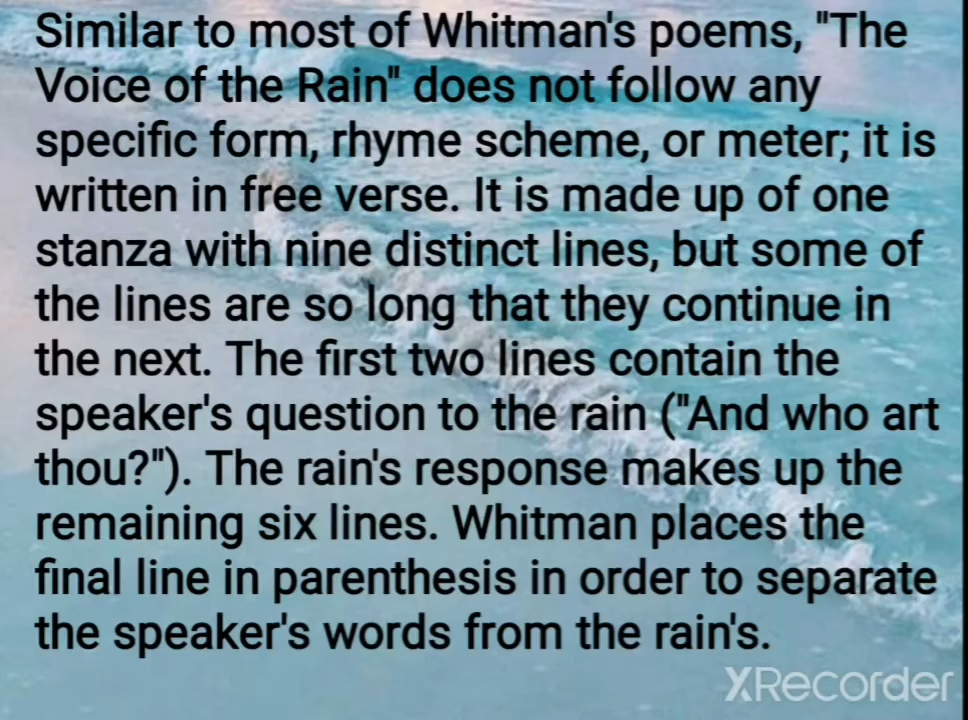 Similar to most of Whitman's poems, "The
Voice of the Rain" does not follow any
specific form, rhyme scheme, or meter; it is
written in free verse. It is made up of one
stanza with nine distinct lines, but some of
the lines are so long that they continue in
the next. The first two lines contain the
speaker's question to the rain ("And who art
thou?"). The rain's response makes up the
remaining six lines. Whitman places the
final line in parenthesis in order to separate
the speaker's words from the rain's.
XRecorder